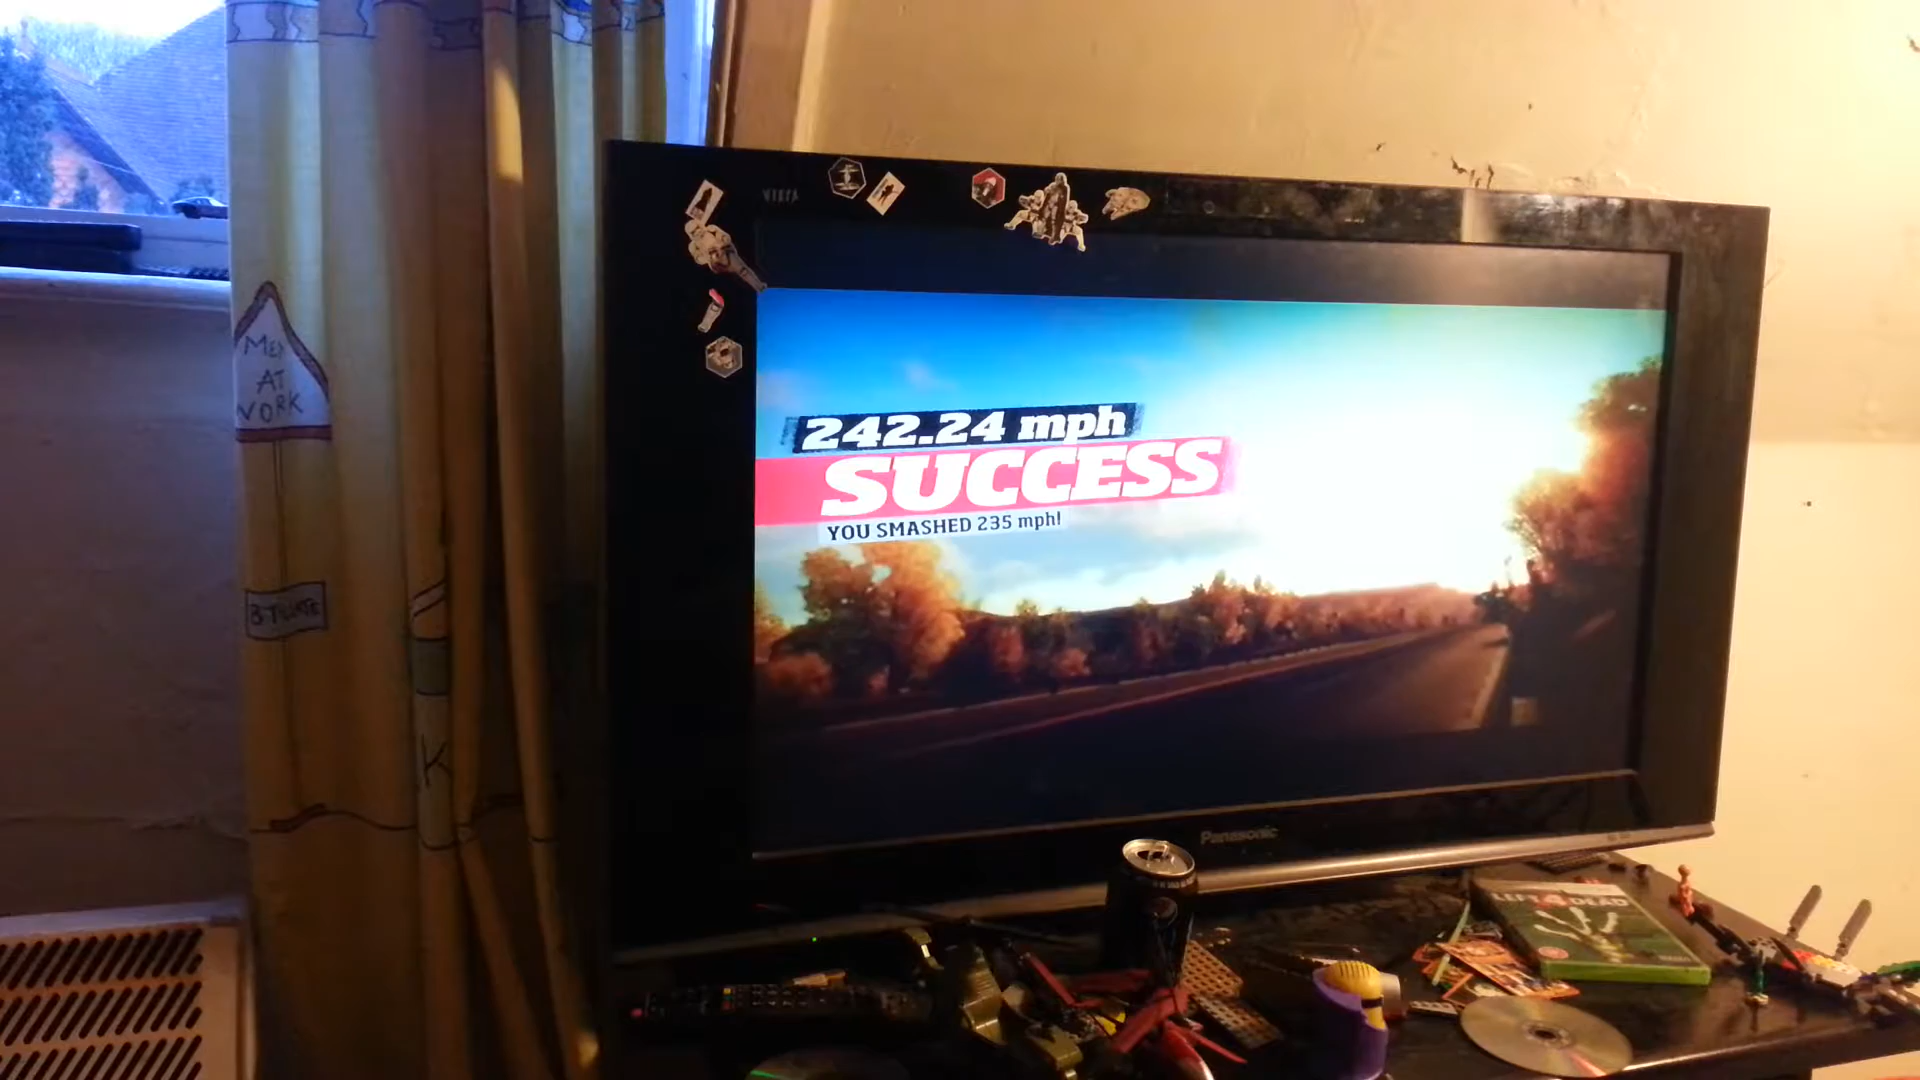 VIERA
242.24 mph
SUCCESS
YOU SMASHED 235 mph!
MEN
AT
WORK
K
Panasonic
LEFT 4 DEAD